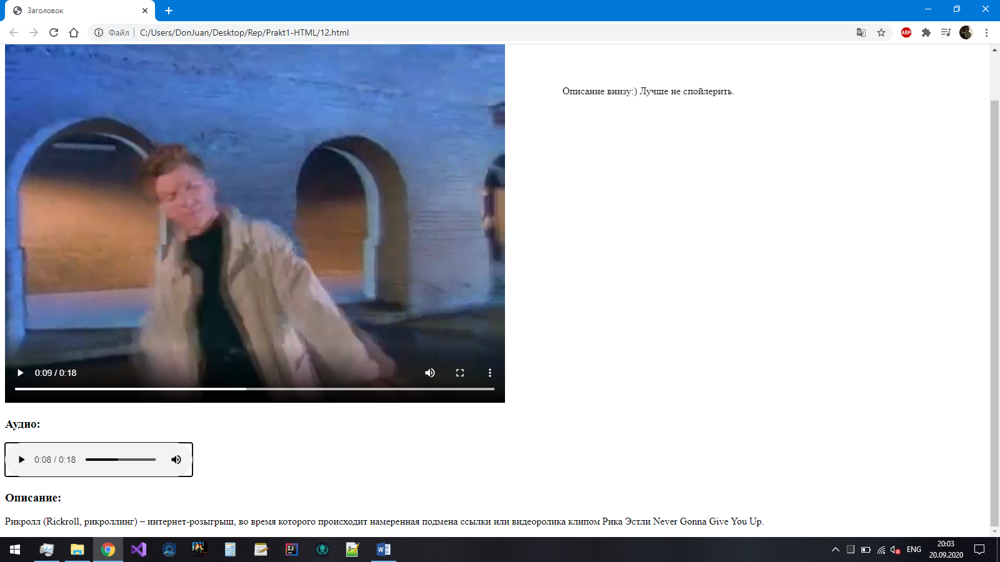 Заголовок
Файл
C:/Users/DonJuan/Desktop/Rep/Prakt1-HTML/12.html
ABP
Описание внизу:) Лучше не спойлерить.
0:09 / 0:18
Аудио:
0:08 / 0:18
Описание:
Рикролл (Rickroll, рикроллинг) – интернет-розыгрыш, во время которого происходит намеренная подмена ссылки или видеоролика клипом Рика Эстли Never Gonna Give You Up.
ENG
20:03
20.09.2020